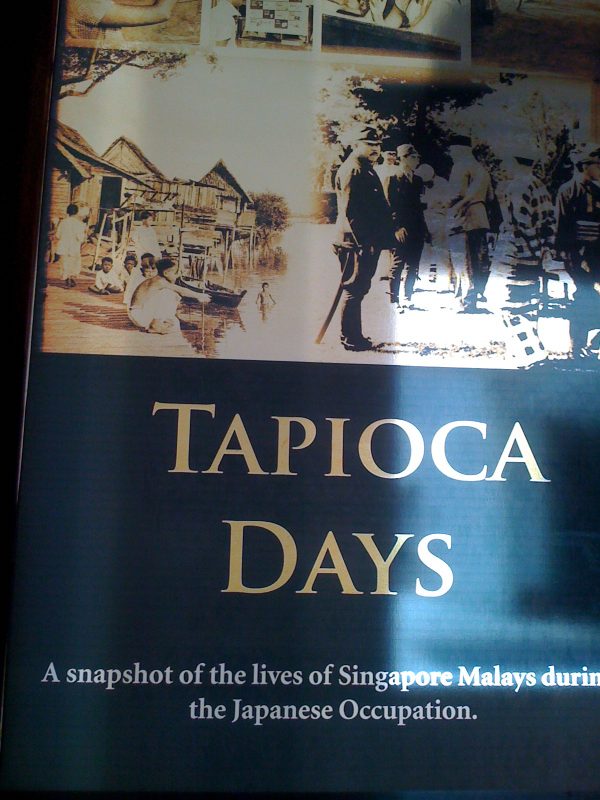 TAPIOCA
DAYS
A snapshot of the lives of Singapore Malays durin
the Japanese Occupation.